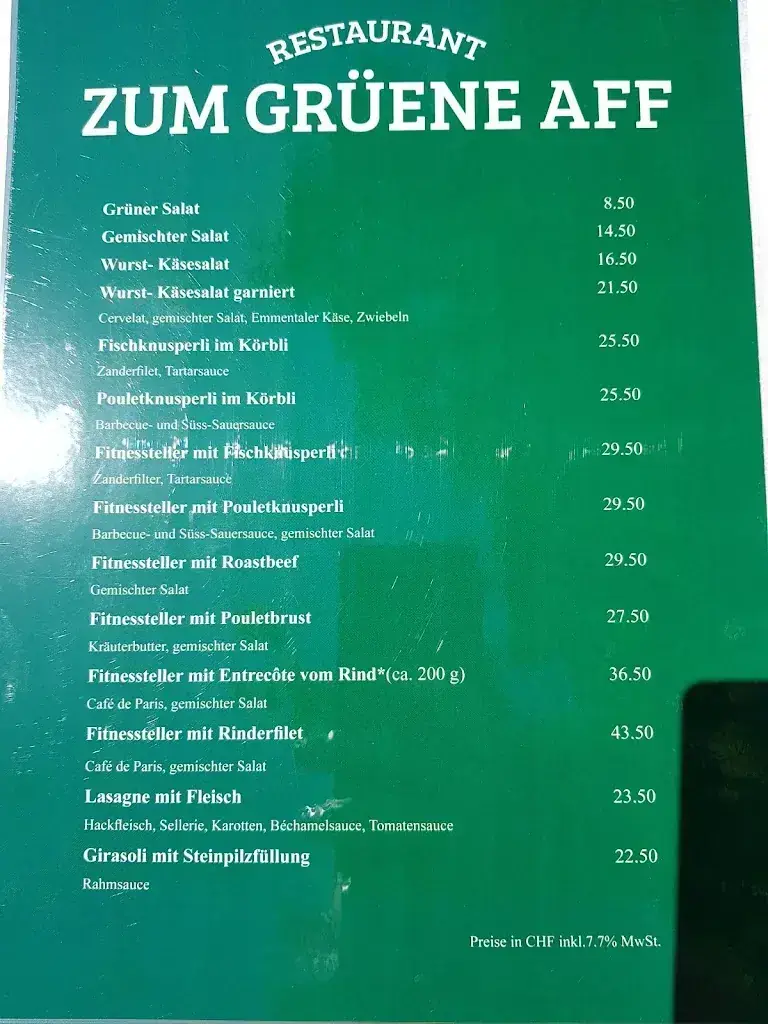 RESTAURANT
ZUM GRÜENE AFF
Grüner Salat 8.50
Gemischter Salat 14.50
Wurst- Käsesalat 16.50
Wurst- Käsesalat garniert 21.50
Cervelat, gemischter Salat, Emmentaler Käse, Zwiebeln
Fischknusperli im Körbli 25.50
Zanderfilet, Tartarsauce
Pouletknusperli im Körbli 25.50
Barbecue- und Süss-Sauersauce
Fitnessteller mit Fischknusperli 29.50
Zanderfilter, Tartarsauce
Fitnessteller mit Pouletknusperli 29.50
Barbecue- und Süss-Sauersauce, gemischter Salat
Fitnessteller mit Roastbeef 29.50
Gemischter Salat
Fitnessteller mit Pouletbrust 27.50
Kräuterbutter, gemischter Salat
Fitnessteller mit Entrecôte vom Rind*(ca. 200 g) 36.50
Café de Paris, gemischter Salat
Fitnessteller mit Rinderfilet 43.50
Café de Paris, gemischter Salat
Lasagne mit Fleisch 23.50
Hackfleisch, Sellerie, Karotten, Béchamelsauce, Tomatensauce
Girasoli mit Steinpilzfüllung 22.50
Rahmsauce
Preise in CHF inkl.7.7% MwSt.